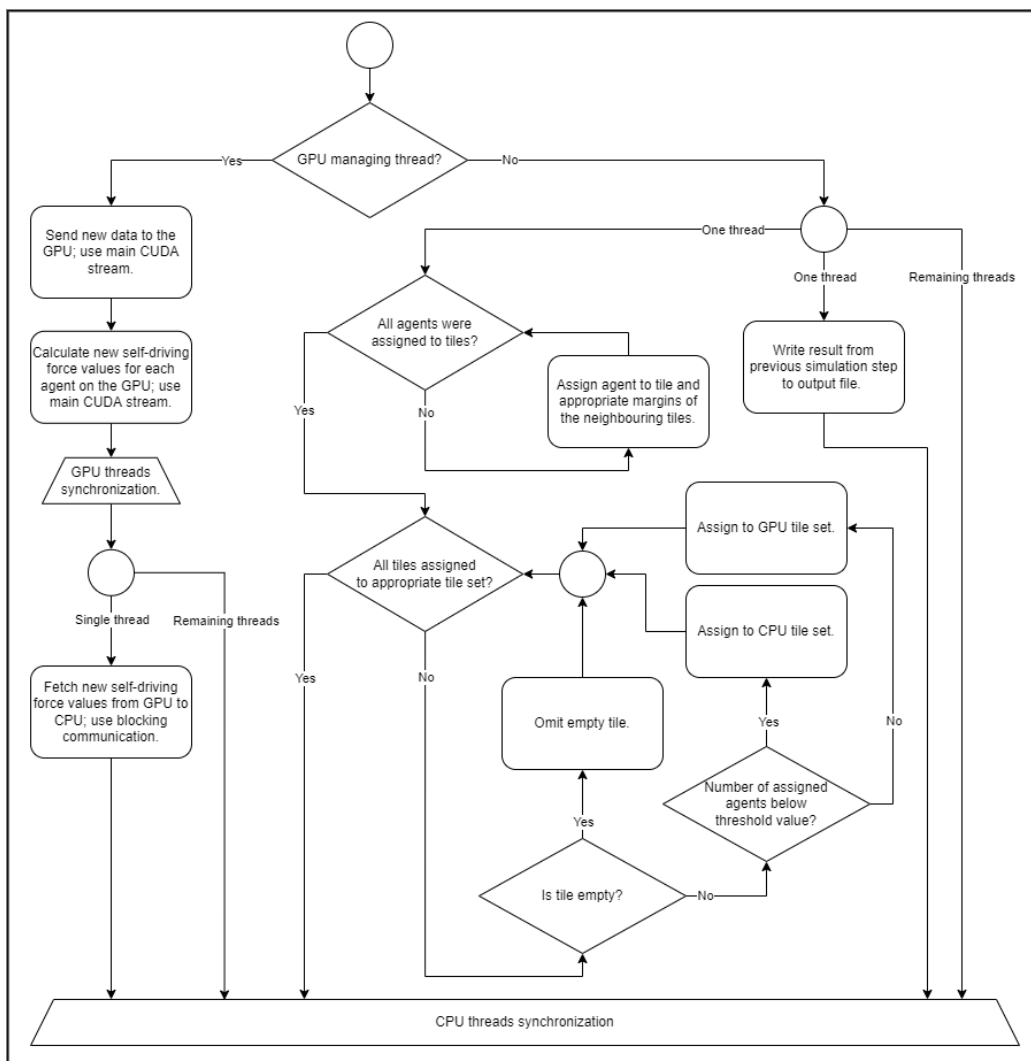 GPU managing thread?
Yes
No
Send new data to the
GPU; use main CUDA
stream.
One thread
One thread
Remaining threads
Calculate new self-driving
force values for each
agent on the GPU; use
main CUDA stream.
All agents were
assigned to tiles?
Yes
No
Assign agent to tile and
appropriate margins of
the neighbouring tiles.
Write result from
previous simulation step
to output file.
GPU threads
synchronization.
Single thread
Remaining threads
Fetch new self-driving
force values from GPU to
CPU; use blocking
communication.
All tiles assigned
to appropriate tile set?
Yes
No
Assign to GPU tile set.
Assign to CPU tile set.
Omit empty tile.
Yes
No
Number of assigned
agents below
threshold value?
Yes
Is tile empty?
No
CPU threads synchronization